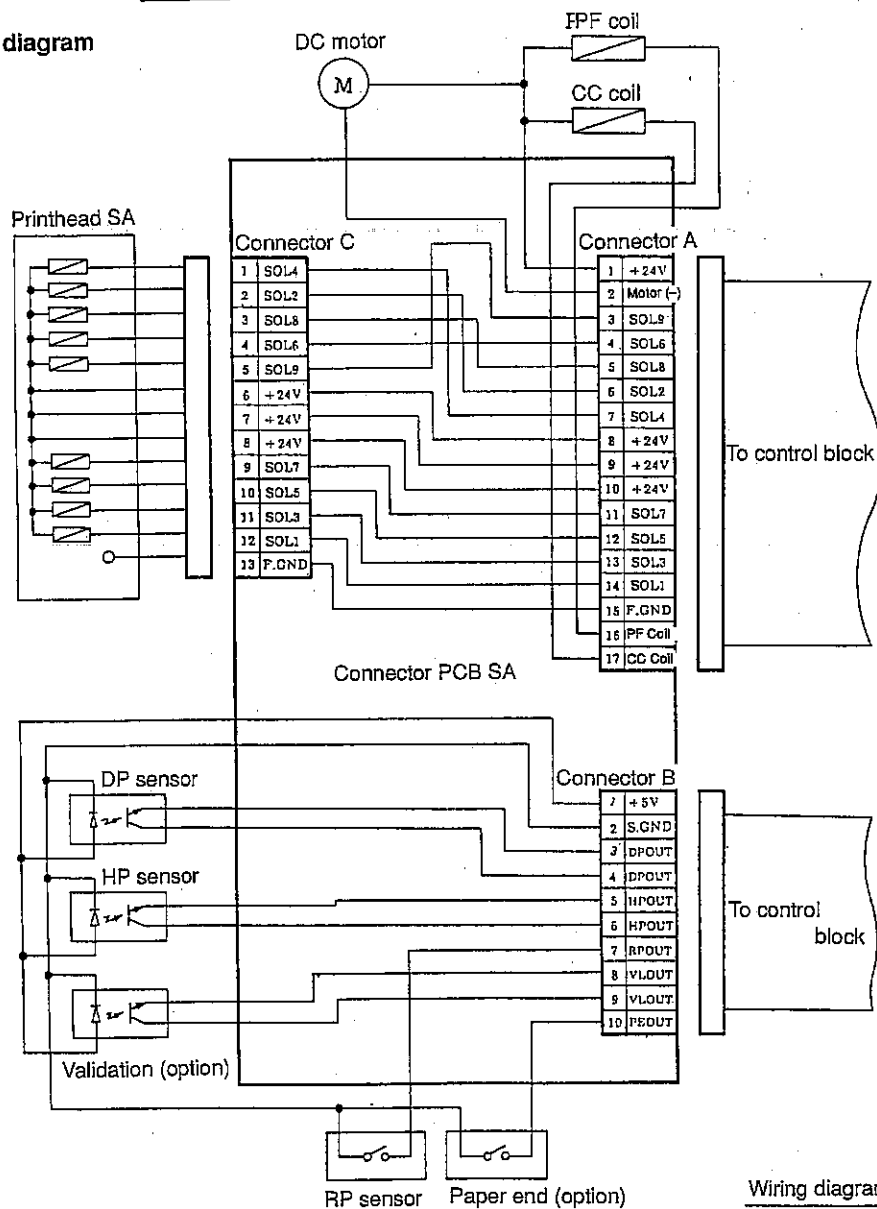 diagram
DC motor
PF coil
CC coil
M
Printhead SA
Connector C
1 SOL4
2 SOL2
3 SOL8
4 SOL6
5 SOL9
6 +24V
7 +24V
8 +24V
9 SOL7
10 SOL5
11 SOL3
12 SOL1
13 F.GND
Connector A
1 +24V
2 Motor (-)
3 SOL9
4 SOL6
5 SOL8
6 SOL2
7 SOL4
8 +24V
9 +24V
10 +24V
11 SOL7
12 SOL5
13 SOL3
14 SOL1
15 F.GND
16 PF Coil
17 CC Coil
To control block
Connector PCB SA
DP sensor
HP sensor
Validation (option)
Connector B
1 +5V
2 S.GND
3 DPOUT
4 DPOUT
5 HPOUT
6 HPOUT
7 RPOUT
8 VLOUT
9 VLOUT
10 PEOUT
To control
block
RP sensor
Paper end (option)
Wiring diagram